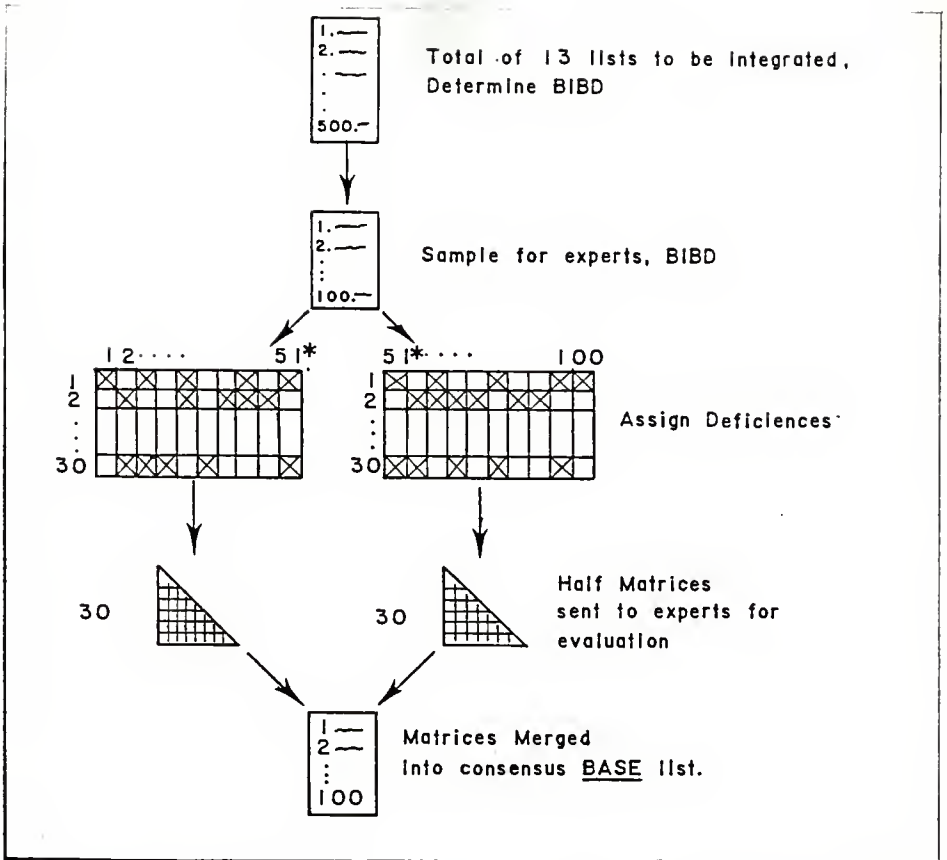 1.
2.
.
.
.
500.
Total of 13 lists to be integrated,
Determine BIBD
1.
2.
:
:
100.
Sample for experts, BIBD
1 2 · · · · 51*
5 1* · · · · 100
1
2
:
:
30
1
2
:
:
30
Assign Deficiences
30
30
Half Matrices
sent to experts for
evaluation
1
2
:
100
Matrices Merged
into consensus BASE list.